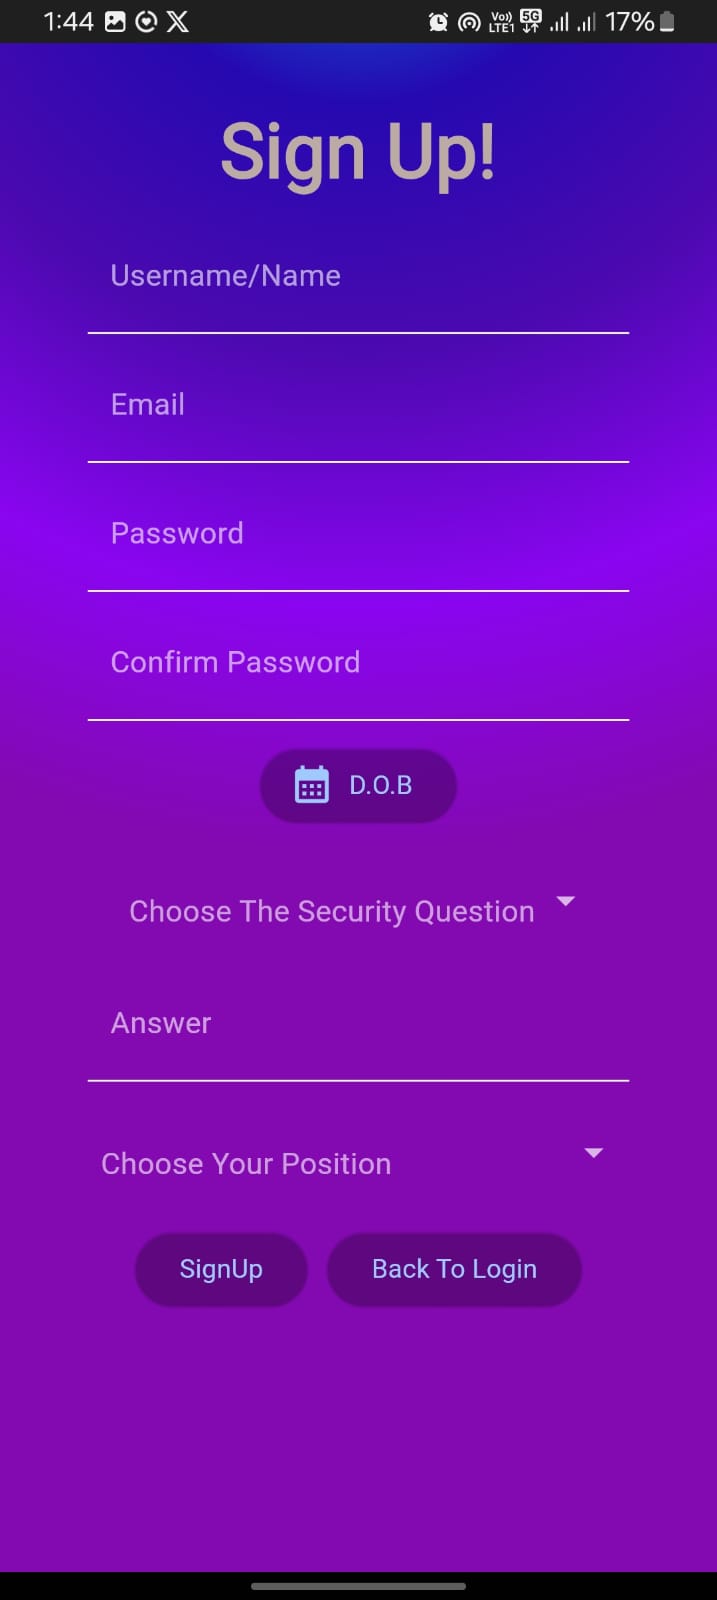 1:44 Vo)) LTE1 5G 17%
Sign Up!
Username/Name
Email
Password
Confirm Password
D.O.B
Choose The Security Question
Answer
Choose Your Position
SignUp Back To Login